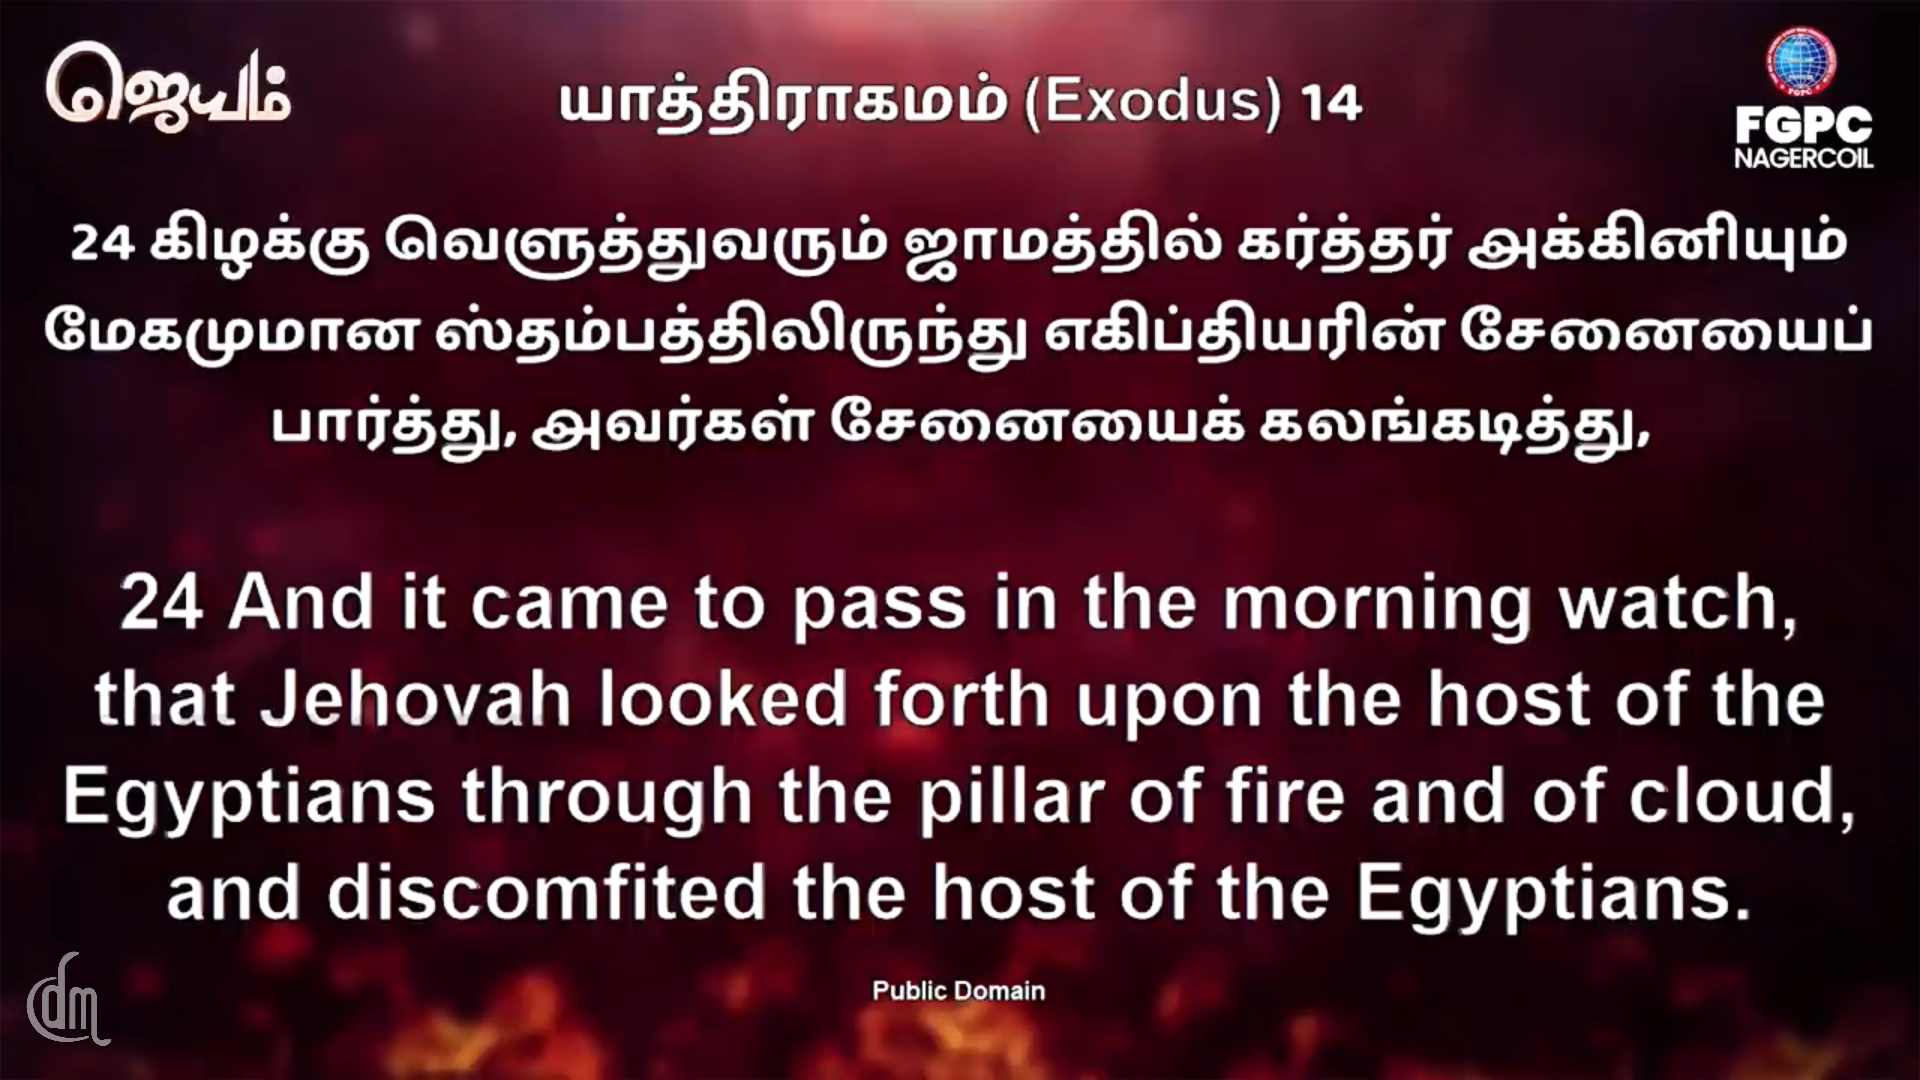 ஜெயம்
யாத்திராகமம் (Exodus) 14
FGPC
NAGERCOIL
24 கிழக்கு வெளுத்துவரும் ஜாமத்தில் கர்த்தர் அக்கினியும்
மேகமுமான ஸ்தம்பத்திலிருந்து எகிப்தியரின் சேனையைப்
பார்த்து, அவர்கள் சேனையைக் கலங்கடித்து,
24 And it came to pass in the morning watch,
that Jehovah looked forth upon the host of the
Egyptians through the pillar of fire and of cloud,
and discomfited the host of the Egyptians.
Public Domain
dm